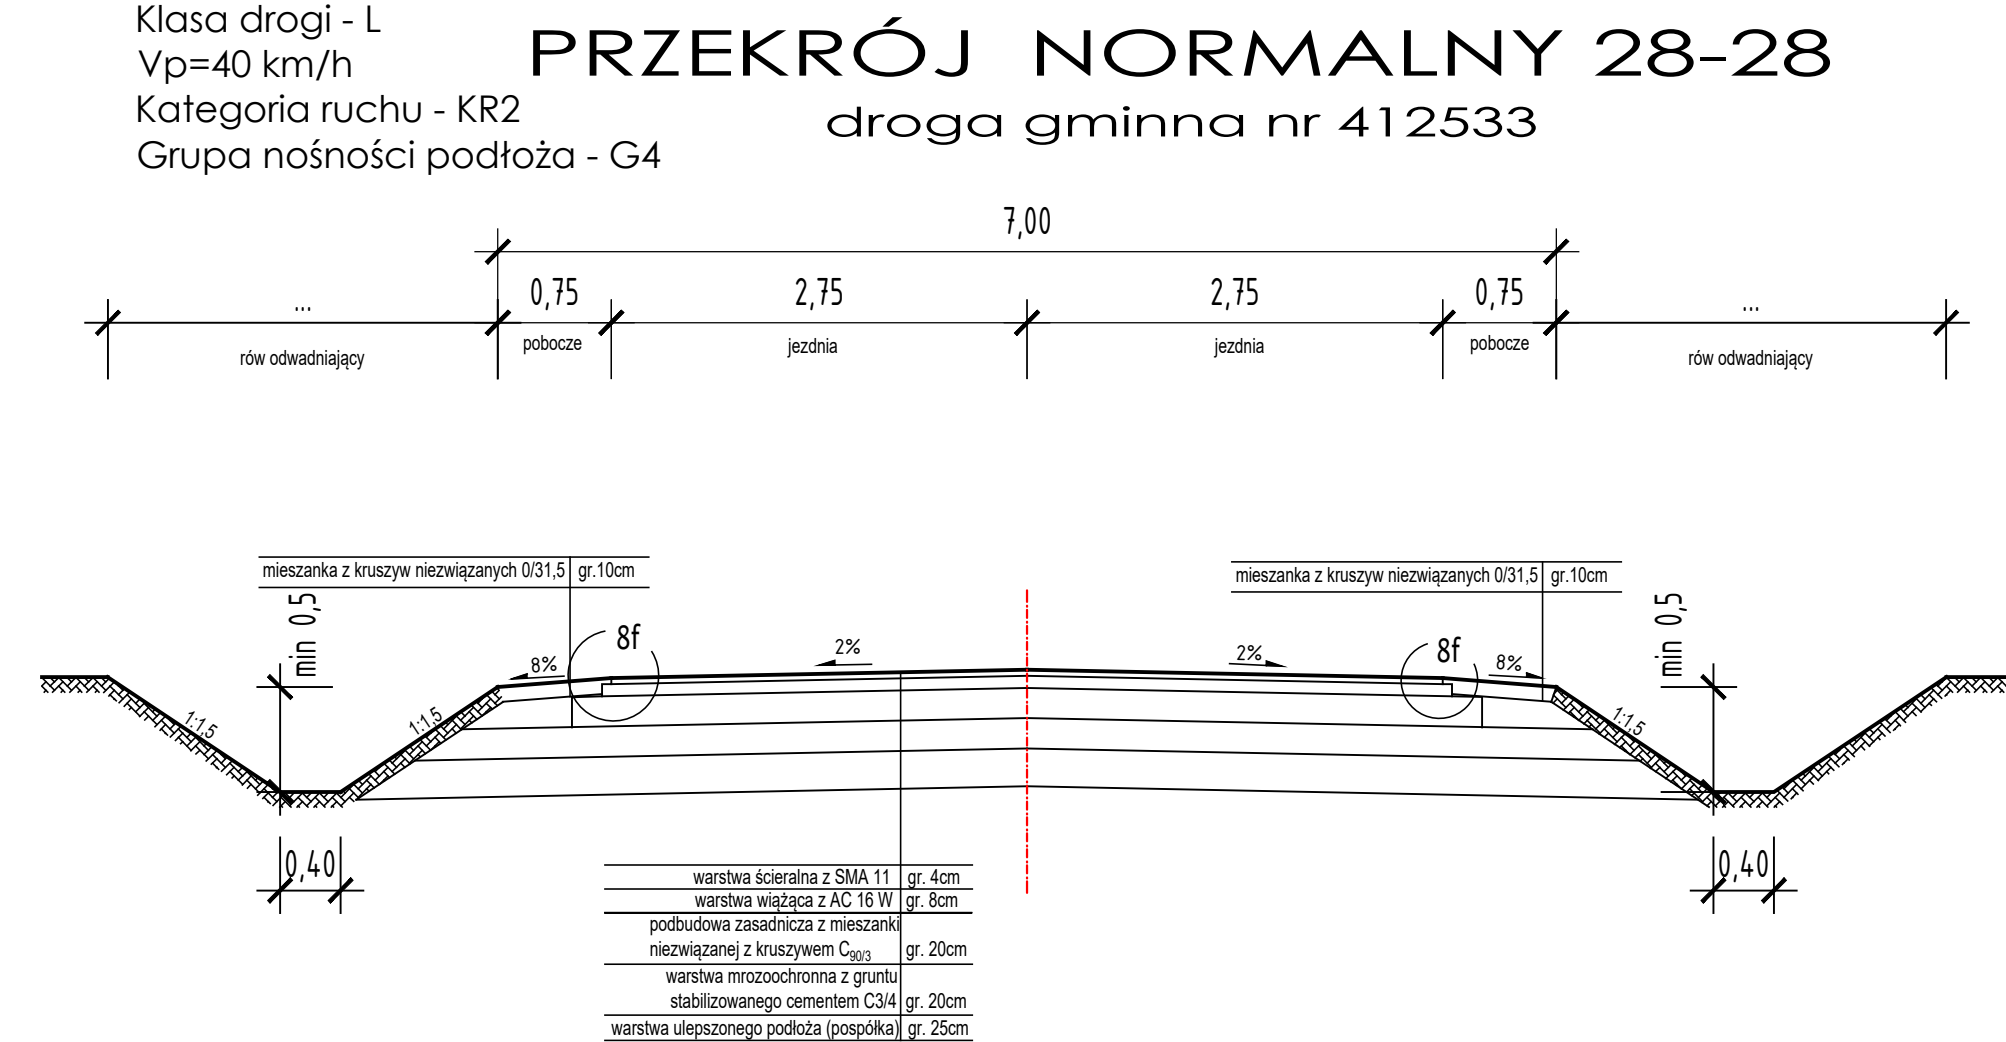 Klasa drogi - L
Vp=40 km/h
Kategoria ruchu - KR2
Grupa nośności podłoża - G4
PRZEKRÓJ NORMALNY 28-28
droga gminna nr 412533
7,00
... 0,75 2,75 2,75 0,75 ...
rów odwadniający pobocze jezdnia jezdnia pobocze rów odwadniający
mieszanka z kruszyw niezwiązanych 0/31,5 gr.10cm
mieszanka z kruszyw niezwiązanych 0/31,5 gr.10cm
min 0,5
min 0,5
8f
8f
8%
2%
2%
8%
1:1,5
1:1,5
1:1,5
0,40
0,40
warstwa ścieralna z SMA 11 gr. 4cm
warstwa wiążąca z AC 16 W gr. 8cm
podbudowa zasadnicza z mieszanki
niezwiązanej z kruszywem C90/3 gr. 20cm
warstwa mrozoochronna z gruntu
stabilizowanego cementem C3/4 gr. 20cm
warstwa ulepszonego podłoża (pospółka) gr. 25cm